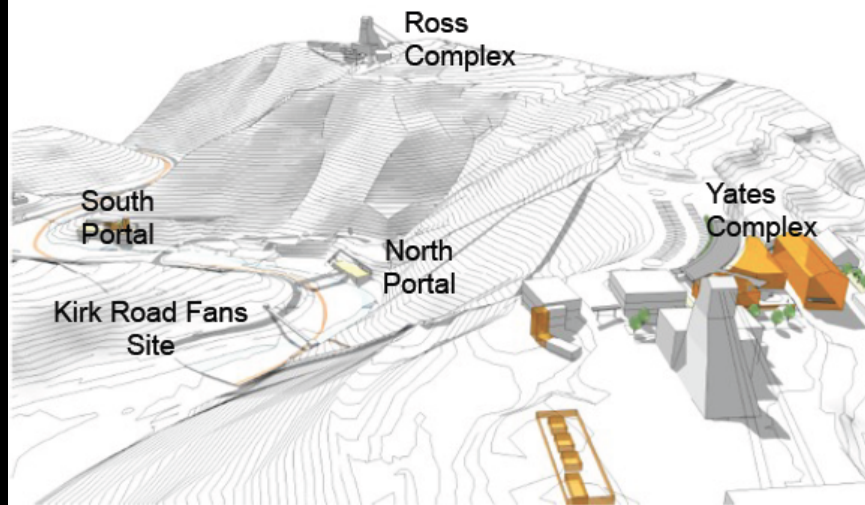 Ross
Complex
South
Portal
Yates
Complex
North
Portal
Kirk Road Fans
Site